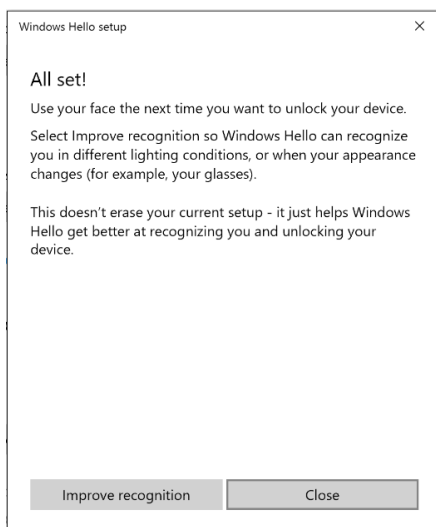 Windows Hello setup
All set!
Use your face the next time you want to unlock your device.
Select Improve recognition so Windows Hello can recognize
you in different lighting conditions, or when your appearance
changes (for example, your glasses).
This doesn't erase your current setup - it just helps Windows
Hello get better at recognizing you and unlocking your
device.
Improve recognition
Close